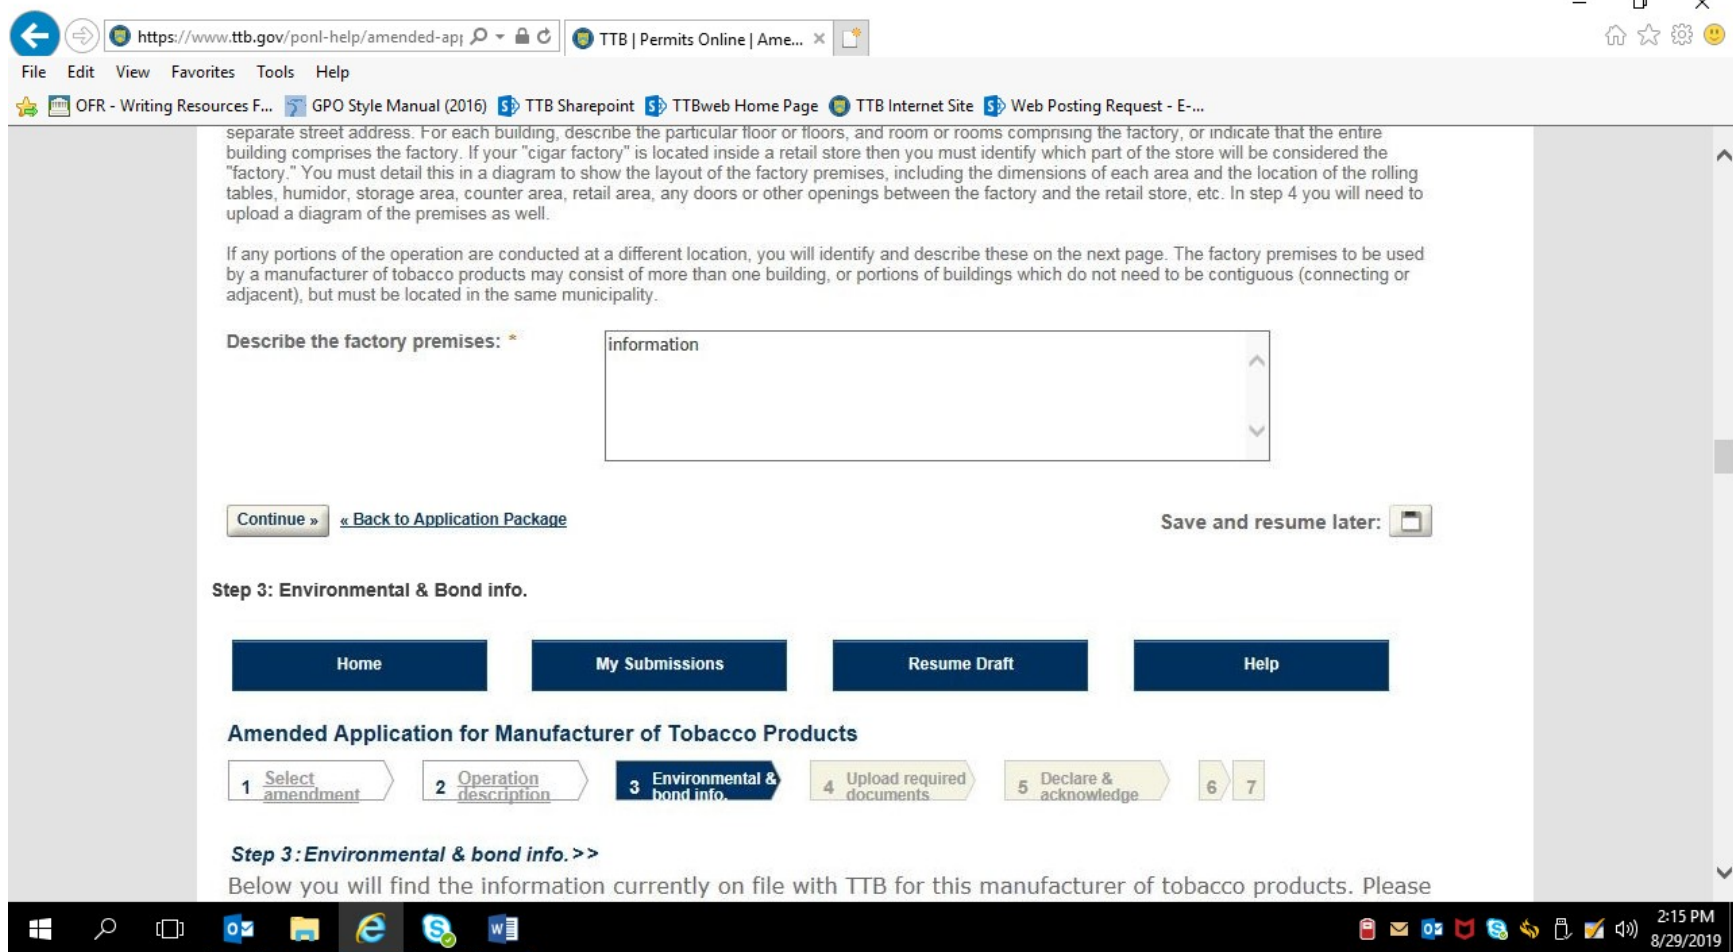 https://www.ttb.gov/ponl-help/amended-ap
TTB | Permits Online | Ame...
File Edit View Favorites Tools Help
OFR - Writing Resources F... GPO Style Manual (2016) TTB Sharepoint TTBweb Home Page TTB Internet Site Web Posting Request - E-...
separate street address. For each building, describe the particular floor or floors, and room or rooms comprising the factory, or indicate that the entire
building comprises the factory. If your "cigar factory" is located inside a retail store then you must identify which part of the store will be considered the
"factory." You must detail this in a diagram to show the layout of the factory premises, including the dimensions of each area and the location of the rolling
tables, humidor, storage area, counter area, retail area, any doors or other openings between the factory and the retail store, etc. In step 4 you will need to
upload a diagram of the premises as well.
If any portions of the operation are conducted at a different location, you will identify and describe these on the next page. The factory premises to be used
by a manufacturer of tobacco products may consist of more than one building, or portions of buildings which do not need to be contiguous (connecting or
adjacent), but must be located in the same municipality.
Describe the factory premises: *
information
Continue »
« Back to Application Package
Save and resume later:
Step 3: Environmental & Bond info.
Home
My Submissions
Resume Draft
Help
Amended Application for Manufacturer of Tobacco Products
1 Select
amendment
2 Operation
description
3 Environmental &
bond info.
4 Upload required
documents
5 Declare &
acknowledge
6
7
Step 3: Environmental & bond info.>>
Below you will find the information currently on file with TTB for this manufacturer of tobacco products. Please
2:15 PM
8/29/2019